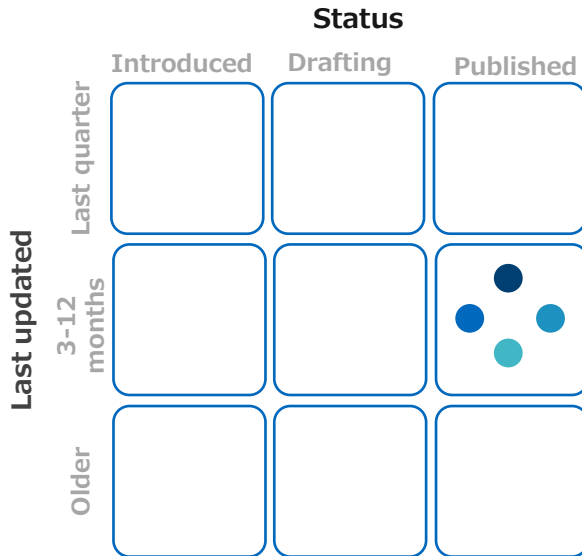 Status
Introduced
Drafting
Published
Last updated
Last quarter
3-12
months
Older